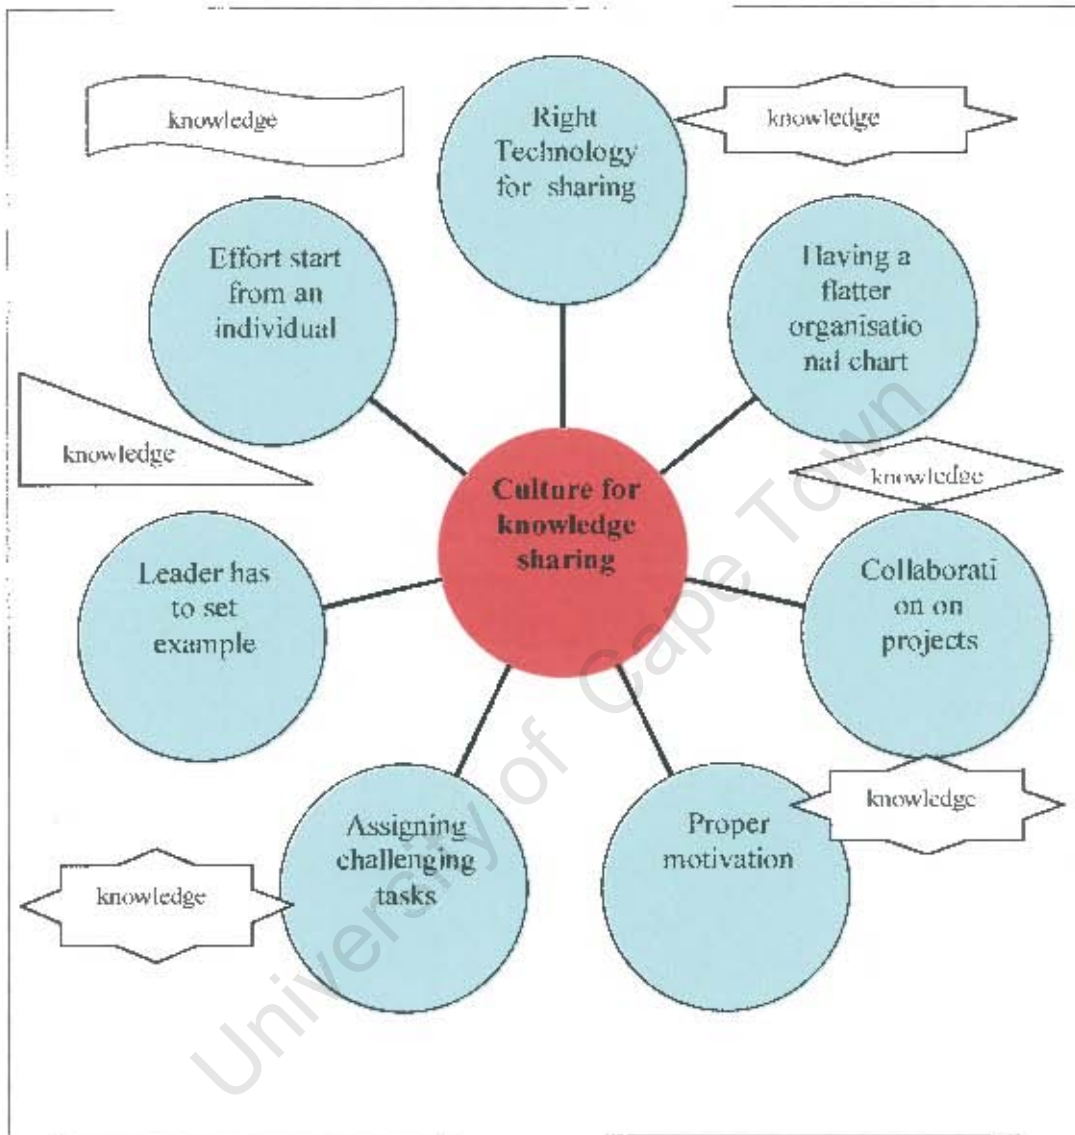 knowledge
Right
Technology
for sharing
knowledge
Effort start
from an
individual
Having a
flatter
organisatio
nal chart
knowledge
Culture for
knowledge
sharing
knowledge
Leader has
to set
example
Collaborati
on on
projects
knowledge
Assigning
challenging
tasks
Proper
motivation
knowledge
University of Cape Town